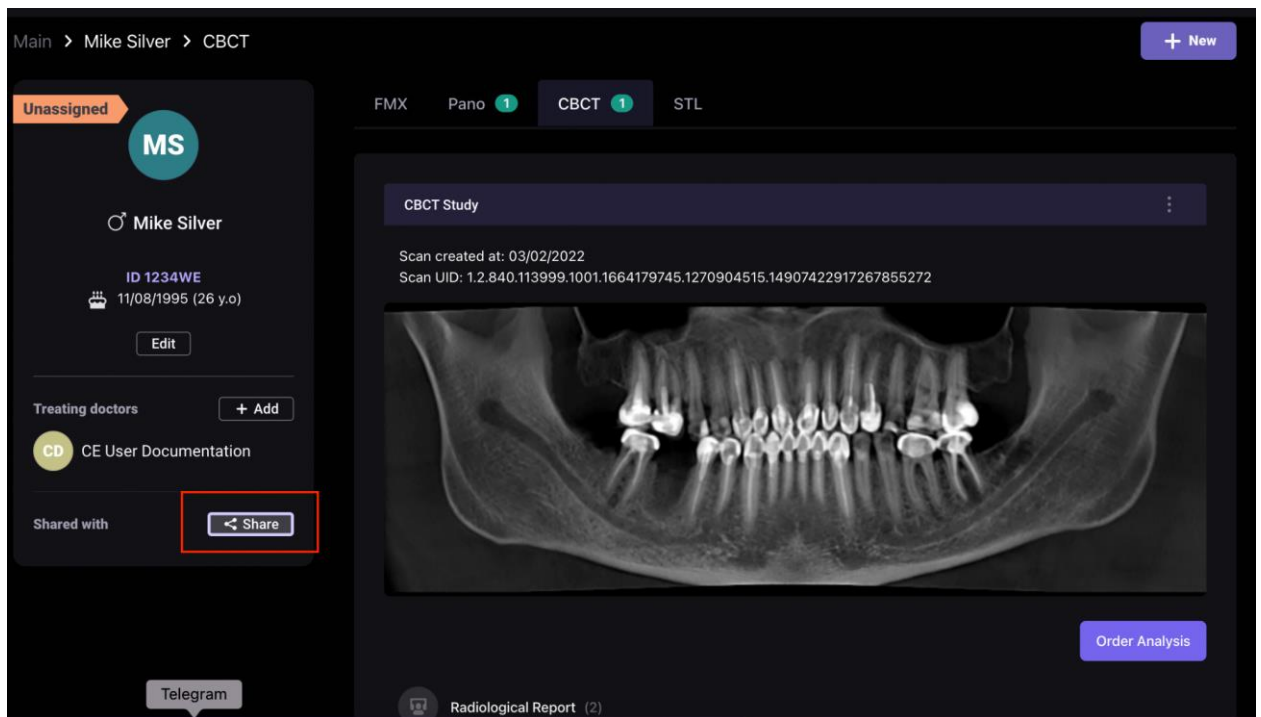 Main > Mike Silver > CBCT
+ New
Unassigned
MS
Mike Silver
ID 1234WE
11/08/1995 (26 y.o)
Edit
Treating doctors
+ Add
CD
CE User Documentation
Shared with
Share
Telegram
FMX Pano 1 CBCT 1 STL
CBCT Study
Scan created at: 03/02/2022
Scan UID: 1.2.840.113999.1001.1664179745.1270904515.14907422917267855272
Order Analysis
Radiological Report (2)